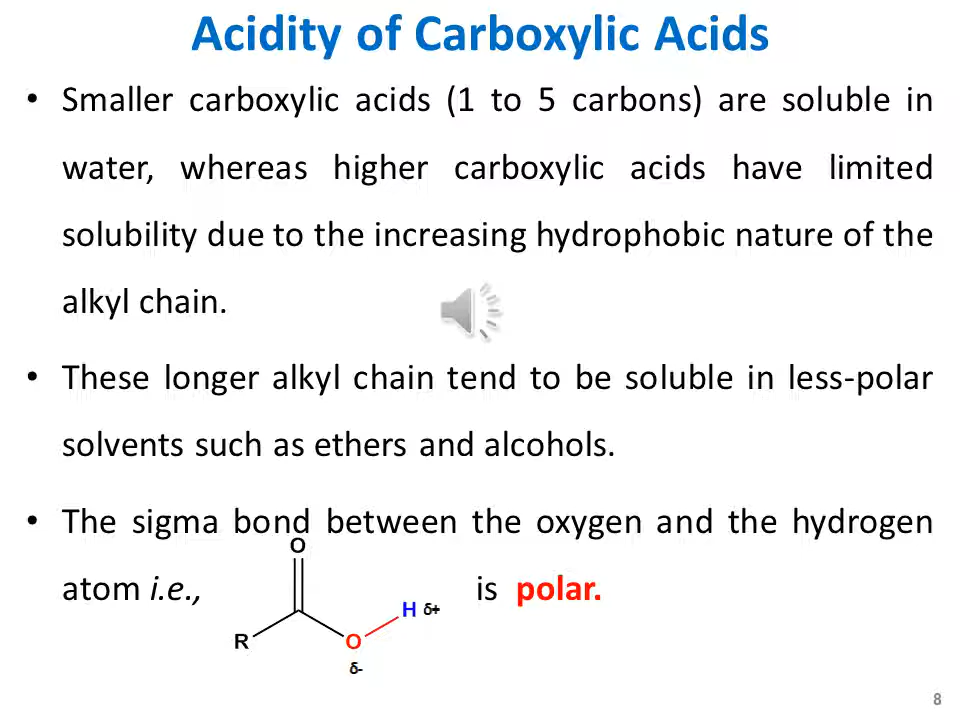 Acidity of Carboxylic Acids
• Smaller carboxylic acids (1 to 5 carbons) are soluble in
water, whereas higher carboxylic acids have limited
solubility due to the increasing hydrophobic nature of the
alkyl chain.
• These longer alkyl chain tend to be soluble in less-polar
solvents such as ethers and alcohols.
• The sigma bond between the oxygen and the hydrogen
O
atom i.e., is polar.
H δ+
R O
δ-
8